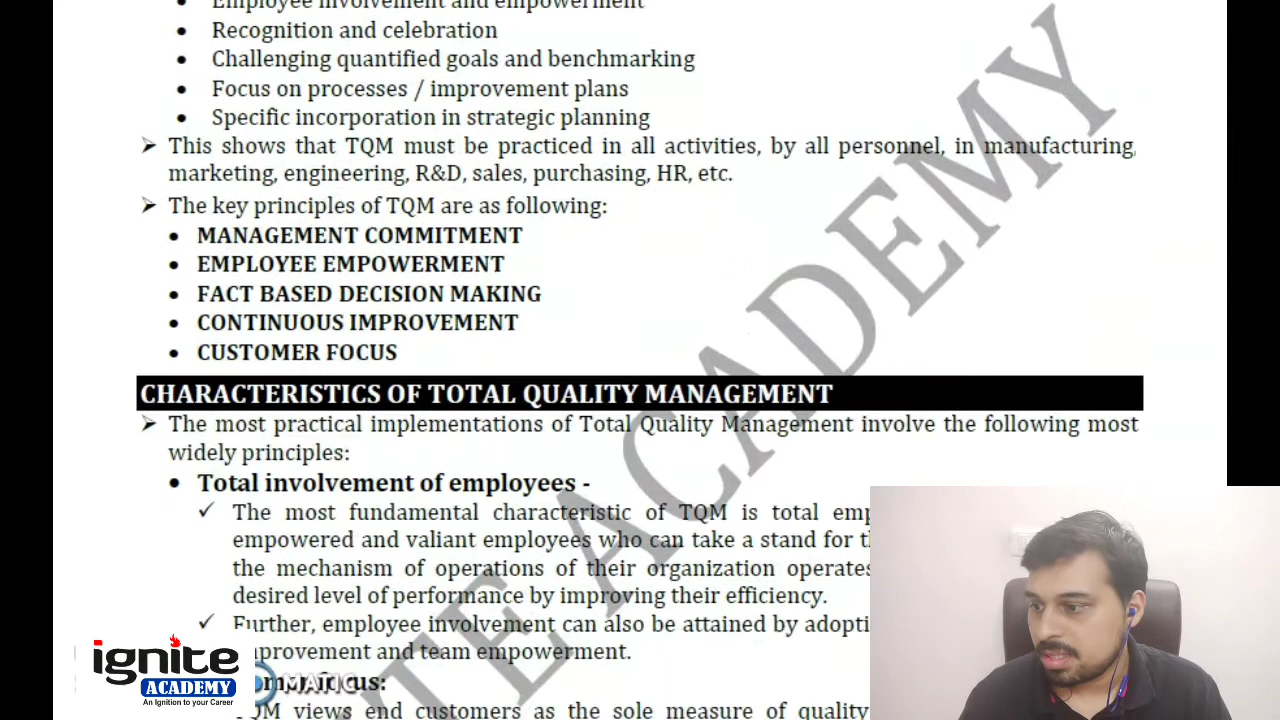 Employee involvement and empowerment
• Recognition and celebration
• Challenging quantified goals and benchmarking
• Focus on processes / improvement plans
• Specific incorporation in strategic planning
➢ This shows that TQM must be practiced in all activities, by all personnel, in manufacturing,
marketing, engineering, R&D, sales, purchasing, HR, etc.
➢ The key principles of TQM are as following:
• MANAGEMENT COMMITMENT
• EMPLOYEE EMPOWERMENT
• FACT BASED DECISION MAKING
• CONTINUOUS IMPROVEMENT
• CUSTOMER FOCUS
CHARACTERISTICS OF TOTAL QUALITY MANAGEMENT
➢ The most practical implementations of Total Quality Management involve the following most
widely principles:
• Total involvement of employees -
✓ The most fundamental characteristic of TQM is total
empowered and valiant employees who can take a stand for
the mechanism of operations of their organization operates
desired level of performance by improving their efficiency.
✓ Further, employee involvement can also be attained by
and team empowerment.
TQM views end customers as the sole measure of quality
ACADEMY
ignite
ACADEMY
An Ignition to your Career